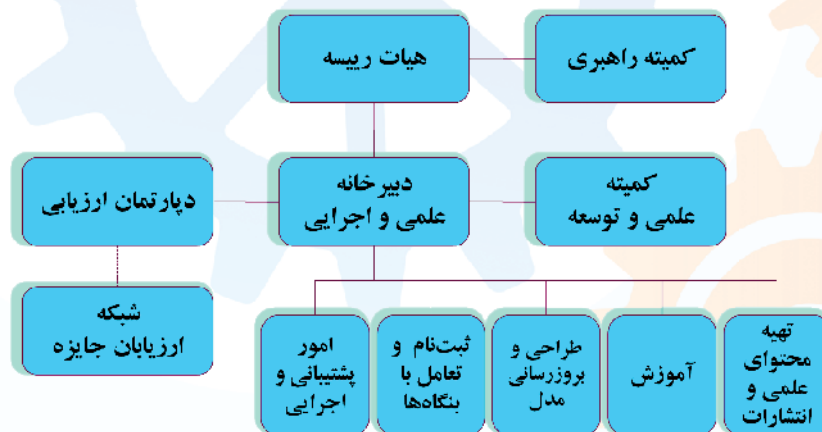 کمیته راهبری
هیات رییسه
کمیته
علمی و توسعه
دبیرخانه
علمی و اجرایی
دپارتمان ارزیابی
شبکه
ارزیابان جایزه
تهیه
محتوای
علمی و
انتشارات
آموزش
طراحی و
بروزرسانی
مدل
ثبت‌نام و
تعامل با
بنگاه‌ها
امور
پشتیبانی و
اجرایی